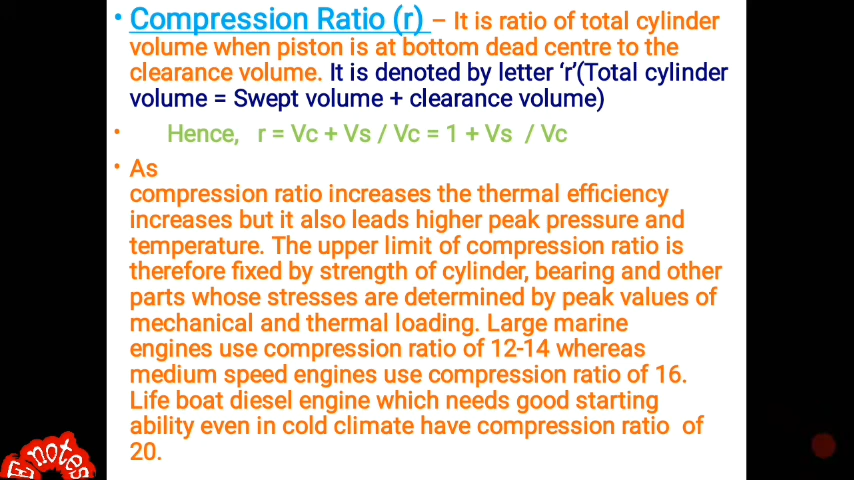 • Compression Ratio (r) – It is ratio of total cylinder
volume when piston is at bottom dead centre to the
clearance volume. It is denoted by letter ‘r’(Total cylinder
volume = Swept volume + clearance volume)
• Hence, r = Vc + Vs / Vc = 1 + Vs / Vc
• As
compression ratio increases the thermal efficiency
increases but it also leads higher peak pressure and
temperature. The upper limit of compression ratio is
therefore fixed by strength of cylinder, bearing and other
parts whose stresses are determined by peak values of
mechanical and thermal loading. Large marine
engines use compression ratio of 12-14 whereas
medium speed engines use compression ratio of 16.
Life boat diesel engine which needs good starting
ability even in cold climate have compression ratio of
20.
E notes